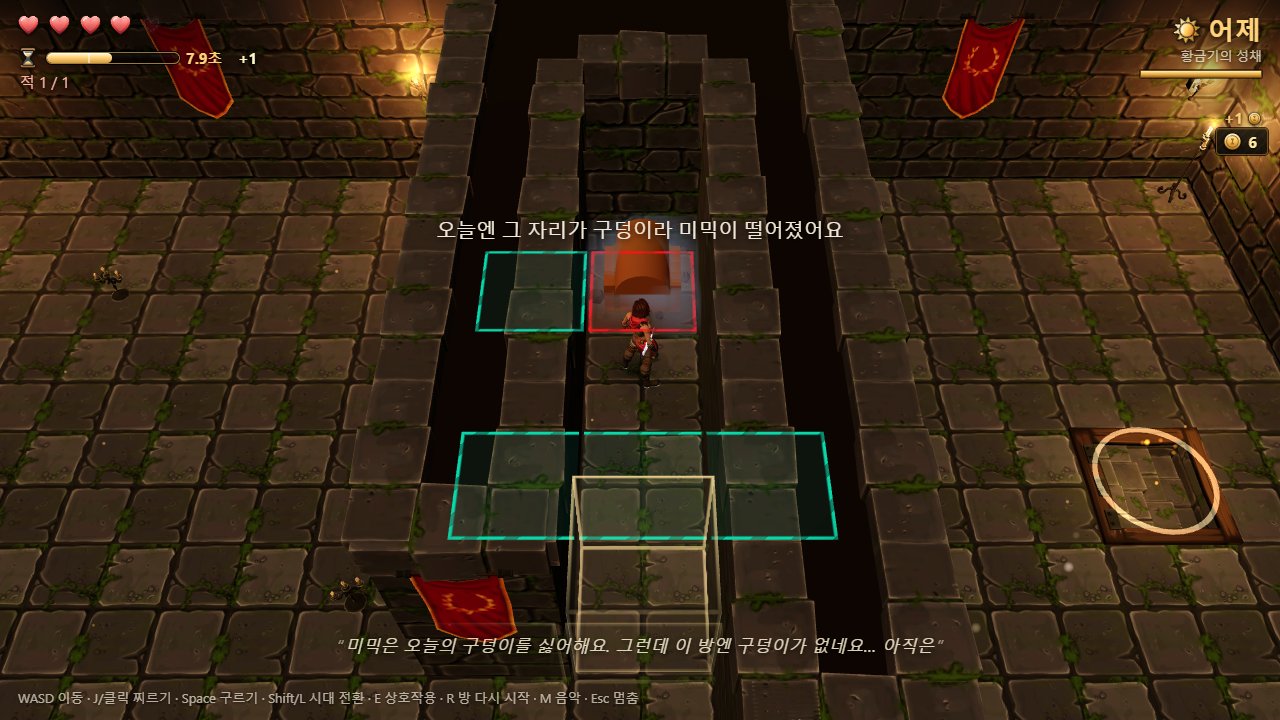 어제
황금기의 성채
7.9초 +1
적 1 / 1
+1
6
오늘엔 그 자리가 구덩이라 미믹이 떨어졌어요
“미믹은 오늘의 구덩이를 싫어해요. 그런데 이 방엔 구덩이가 없네요... 아직은”
WASD 이동 · J/클릭 찌르기 · Space 구르기 · Shift/L 시대 전환 · E 상호작용 · R 방 다시 시작 · M 음악 · Esc 멈춤